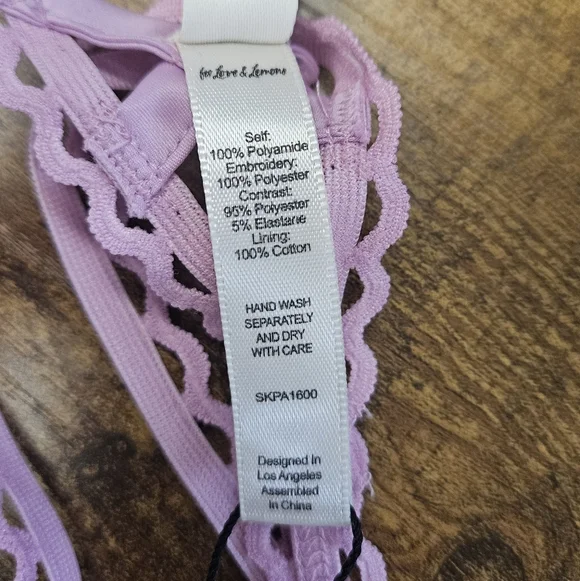 for Love & Lemons
Self:
100% Polyamide
Embroidery:
100% Polyester
Contrast:
95% Polyester
5% Elastane
Lining:
100% Cotton
HAND WASH
SEPARATELY
AND DRY
WITH CARE
SKPA1600
Designed in
Los Angeles
Assembled
in China